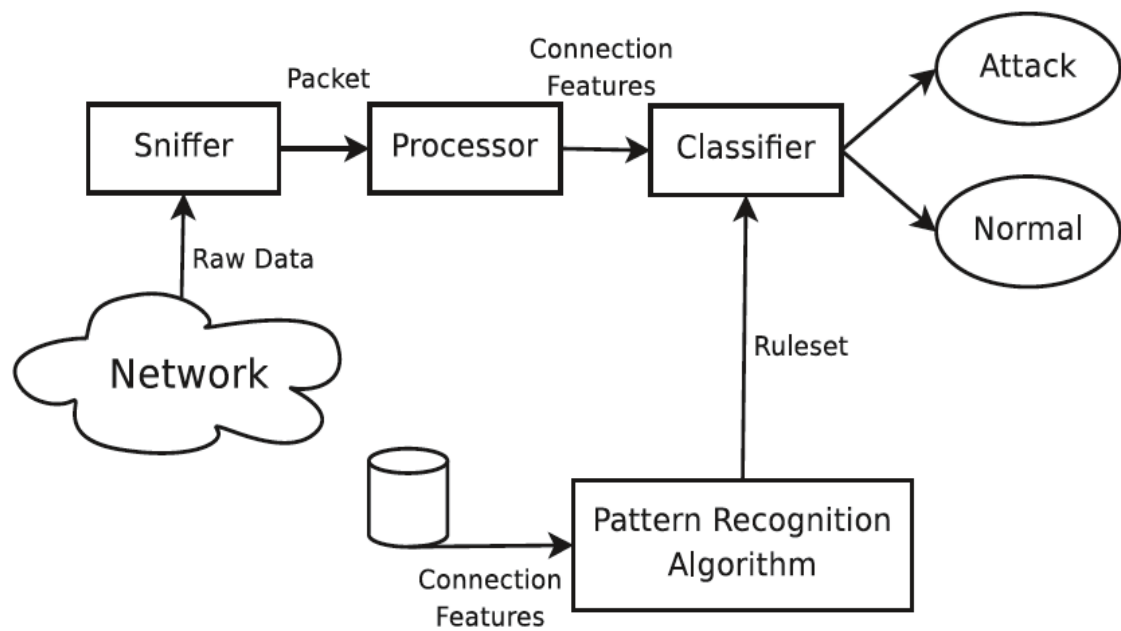 Connection
Features
Packet
Attack
Sniffer
Processor
Classifier
Normal
Raw Data
Network
Ruleset
Pattern Recognition
Algorithm
Connection
Features